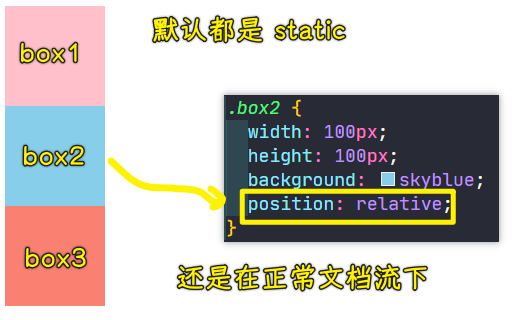 默认都是 static
box1
box2
box3
.box2 {
width: 100px;
height: 100px;
background: skyblue;
position: relative;
}
还是在正常文档流下